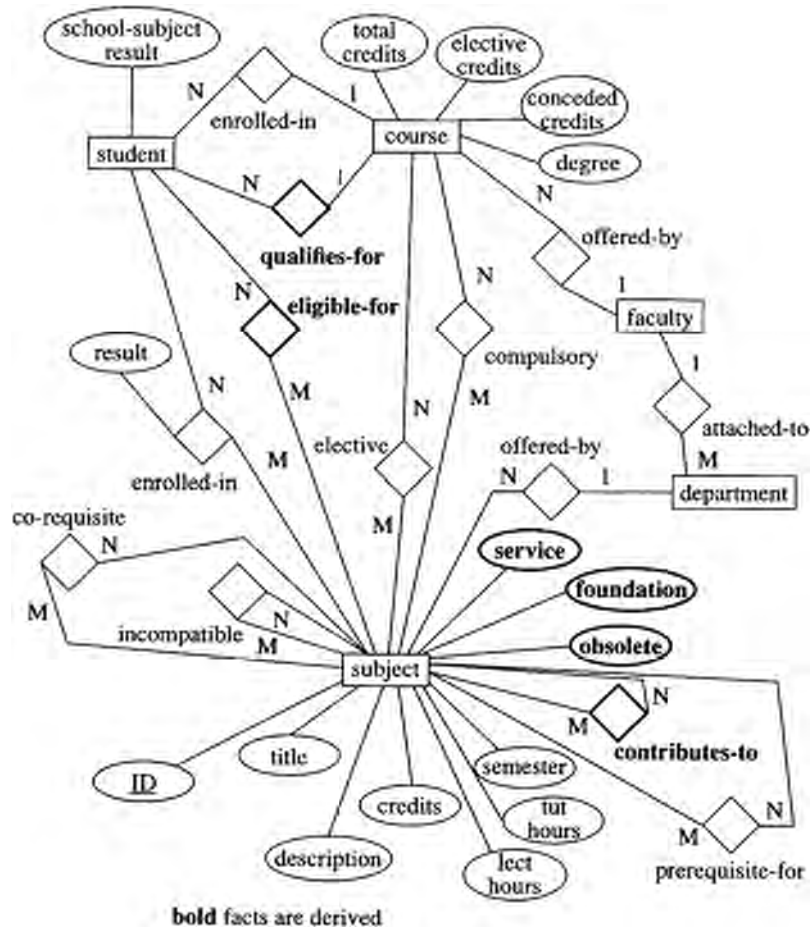 school-subject
result
total
credits
elective
credits
N
1
conceded
credits
enrolled-in
course
student
degree
N
1
N
offered-by
qualifies-for
N
eligible-for
N
1
faculty
result
compulsory
1
M
M
N
N
attached-to
elective
offered-by
M
M
enrolled-in
N
1
department
co-requisite
M
N
service
foundation
M
N
incompatible
M
obsolete
subject
N
M
contributes-to
ID
title
semester
credits
tut
hours
N
M
description
lect
hours
prerequisite-for
bold facts are derived